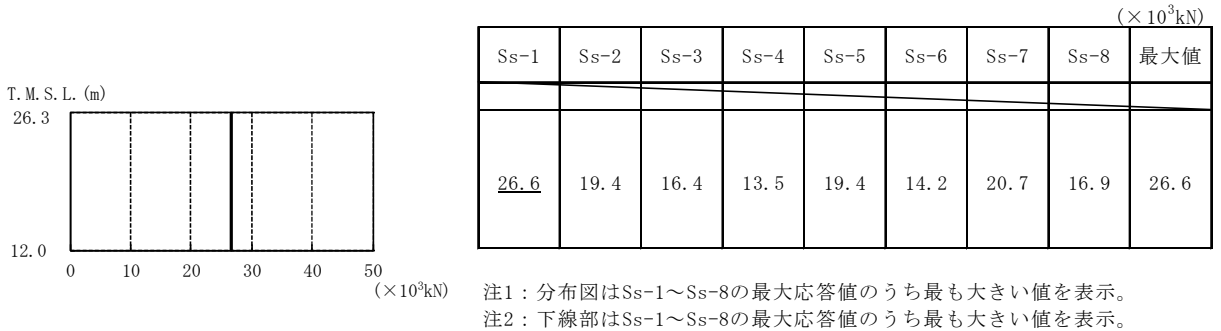 (×10³kN)
Ss-1 Ss-2 Ss-3 Ss-4 Ss-5 Ss-6 Ss-7 Ss-8 最大値
26.6 19.4 16.4 13.5 19.4 14.2 20.7 16.9 26.6
T.M.S.L.(m)
26.3
12.0
0 10 20 30 40 50
(×10³kN)
注1：分布図はSs-1～Ss-8の最大応答値のうち最も大きい値を表示。
注2：下線部はSs-1～Ss-8の最大応答値のうち最も大きい値を表示。